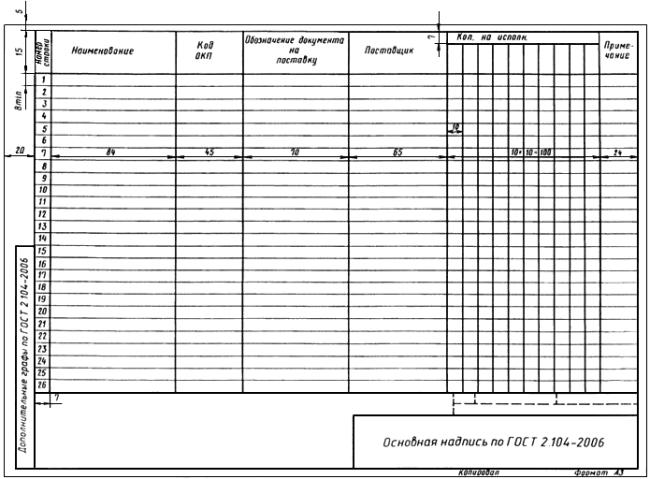 5
15
8min
20
Номер строки
Наименование
Код
ОКП
Обозначение документа
на
поставку
Поставщик
7
Кол. на исполн.
Приме-
чание
1
2
3
4
5
10
6
7
84
45
70
65
10×10=100
24
8
9
10
11
12
13
14
15
16
17
18
19
20
21
22
23
24
25
26
7
Дополнительные графы по ГОСТ 2.104-2006
Основная надпись по ГОСТ 2.104-2006
Копировал
Формат А3